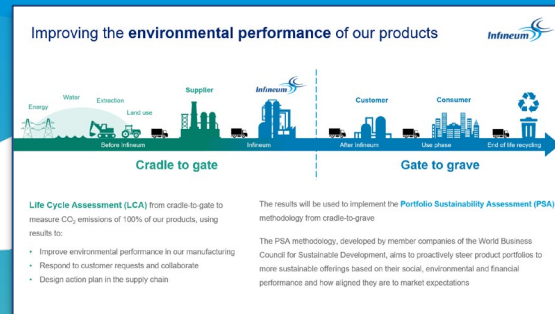 Improving the environmental performance of our products
Infineum
Energy
Water
Extraction
Land use
Supplier
Infineum
Customer
Consumer
Before Infineum
Infineum
After Infineum
Use phase
End of life recycling
Cradle to gate
Gate to grave
Life Cycle Assessment (LCA) from cradle-to-gate to
measure CO₂ emissions of 100% of our products, using
results to:
• Improve environmental performance in our manufacturing
• Respond to customer requests and collaborate
• Design action plan in the supply chain
The results will be used to implement the Portfolio Sustainability Assessment (PSA)
methodology from cradle-to-grave
The PSA methodology, developed by member companies of the World Business
Council for Sustainable Development, aims to proactively steer product portfolios to
more sustainable offerings based on their social, environmental and financial
performance and how aligned they are to market expectations